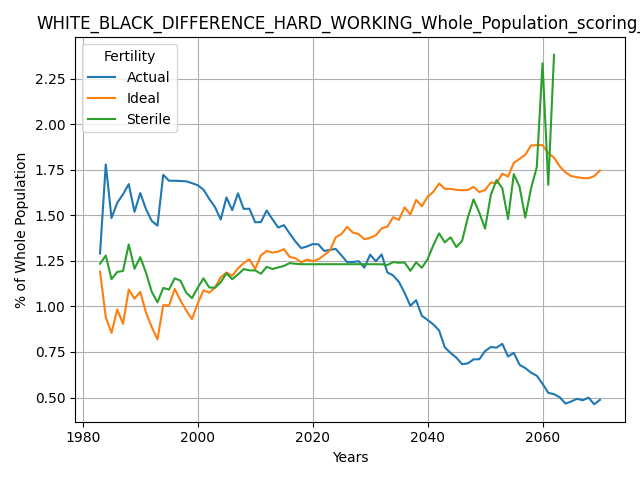 WHITE_BLACK_DIFFERENCE_HARD_WORKING_Whole_Population_scoring_
Fertility
Actual
Ideal
Sterile
% of Whole Population
2.25
2.00
1.75
1.50
1.25
1.00
0.75
0.50
1980 2000 2020 2040 2060
Years